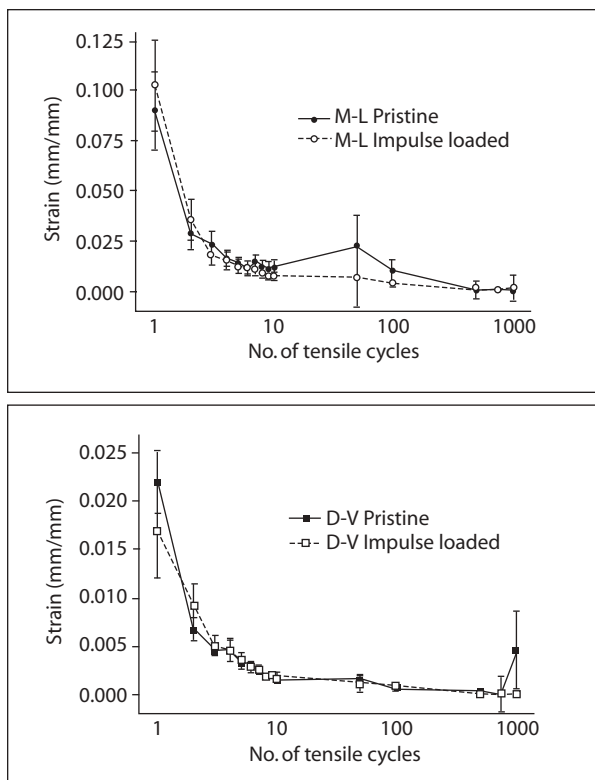 0.125
0.100
0.075
0.050
0.025
0.000
Strain (mm/mm)
M-L Pristine
M-L Impulse loaded
1 10 100 1000
No. of tensile cycles
0.025
0.020
0.015
0.010
0.005
0.000
Strain (mm/mm)
D-V Pristine
D-V Impulse loaded
1 10 100 1000
No. of tensile cycles